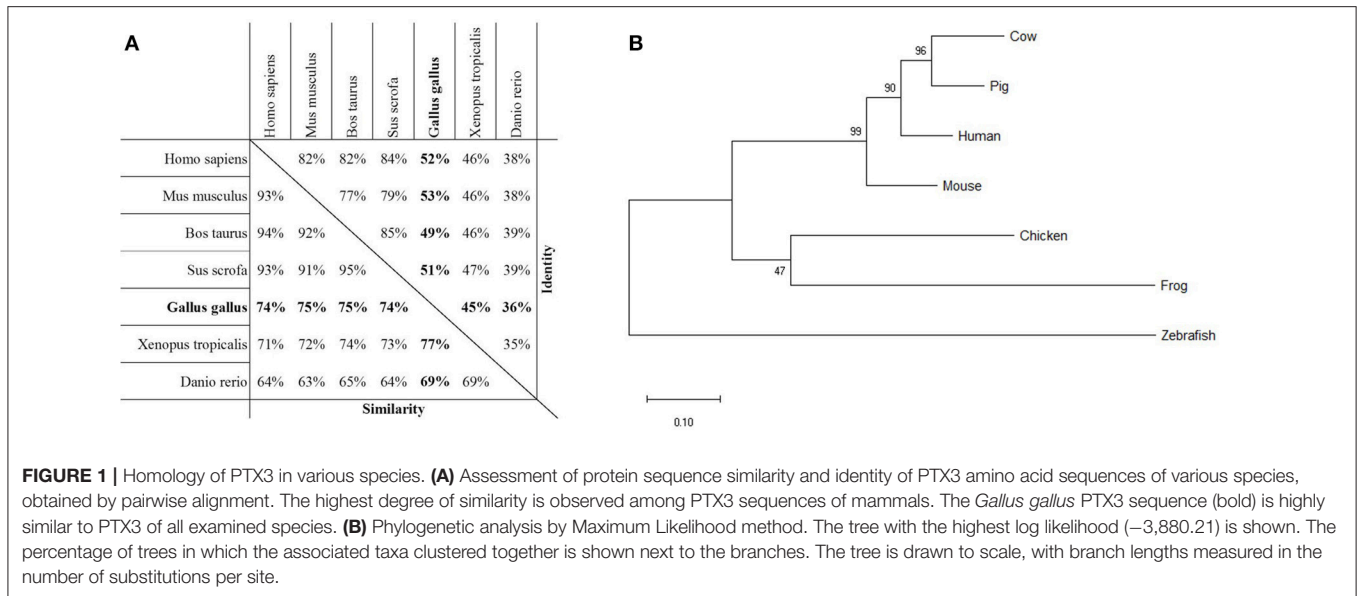 A
Homo sapiens
Mus musculus
Bos taurus
Sus scrofa
Gallus gallus
Xenopus tropicalis
Danio rerio
Homo sapiens 82% 82% 84% 52% 46% 38%
Mus musculus 93% 77% 79% 53% 46% 38%
Bos taurus 94% 92% 85% 49% 46% 39%
Sus scrofa 93% 91% 95% 51% 47% 39%
Gallus gallus 74% 75% 75% 74% 45% 36%
Xenopus tropicalis 71% 72% 74% 73% 77% 35%
Danio rerio 64% 63% 65% 64% 69% 69%
Identity
Similarity
B
Cow
96
Pig
90
Human
99
Mouse
Chicken
47
Frog
Zebrafish
0.10
FIGURE 1 | Homology of PTX3 in various species. (A) Assessment of protein sequence similarity and identity of PTX3 amino acid sequences of various species,
obtained by pairwise alignment. The highest degree of similarity is observed among PTX3 sequences of mammals. The Gallus gallus PTX3 sequence (bold) is highly
similar to PTX3 of all examined species. (B) Phylogenetic analysis by Maximum Likelihood method. The tree with the highest log likelihood (−3,880.21) is shown. The
percentage of trees in which the associated taxa clustered together is shown next to the branches. The tree is drawn to scale, with branch lengths measured in the
number of substitutions per site.